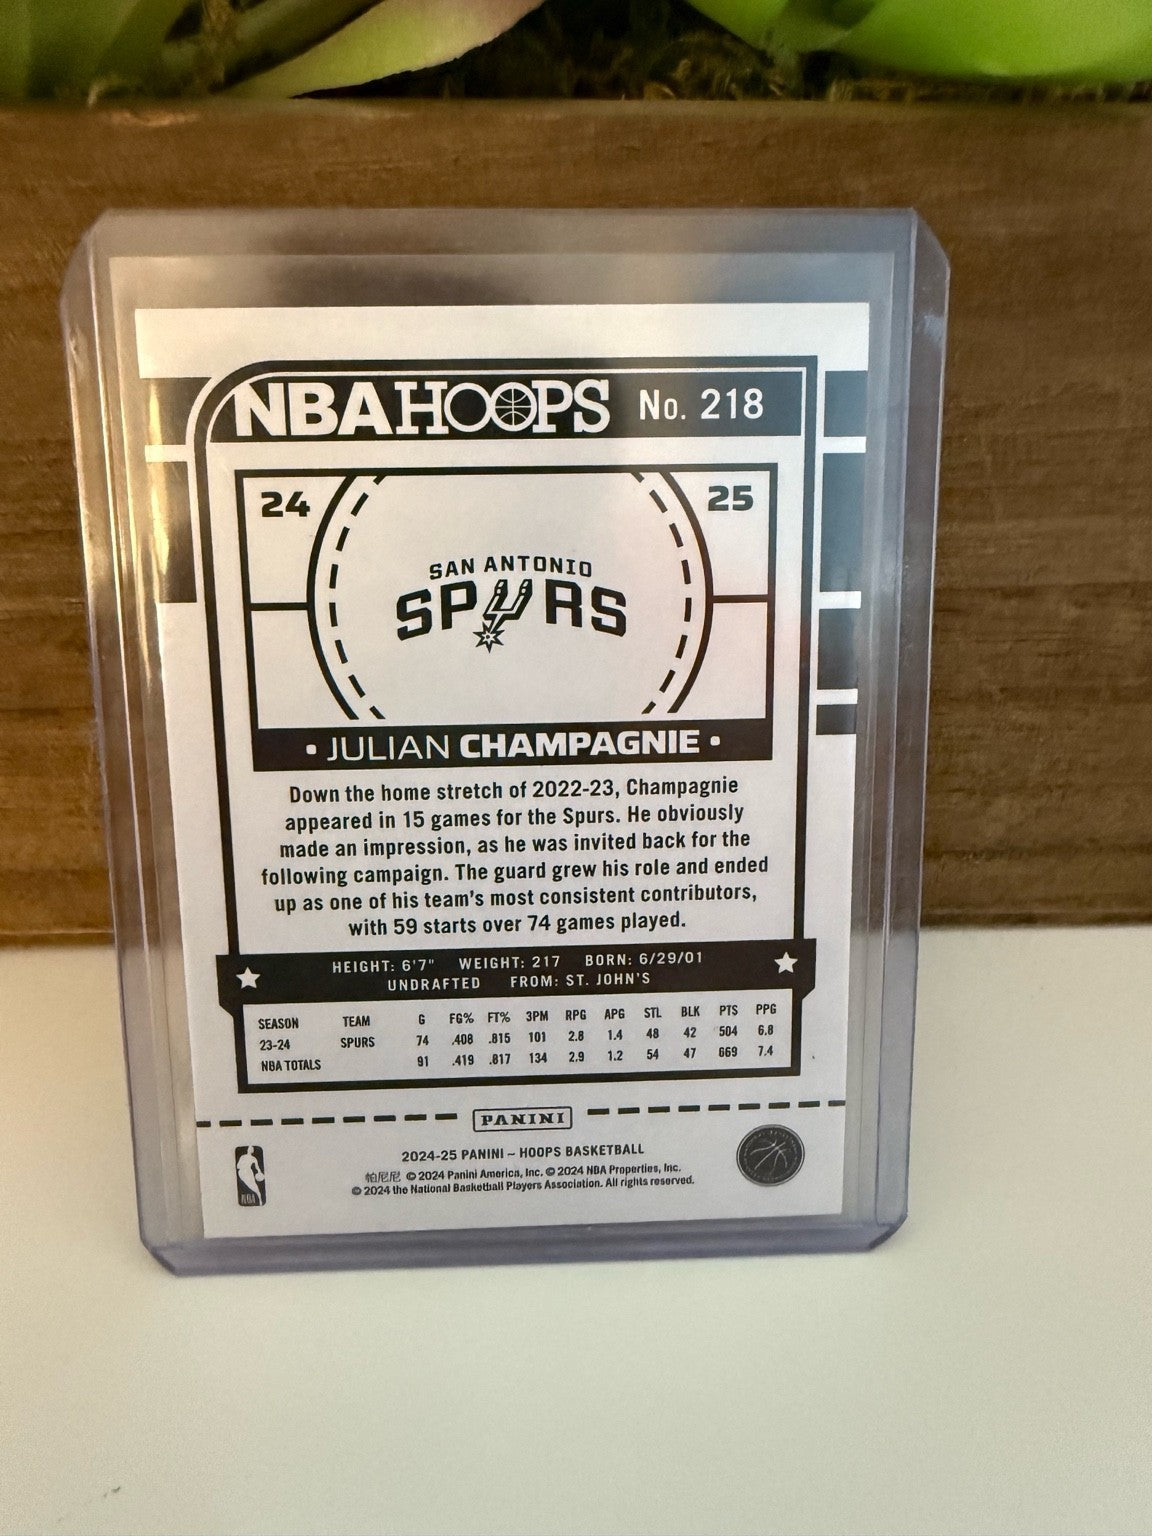 NBA HOOPS No. 218
24 25
SAN ANTONIO
SPURS
• JULIAN CHAMPAGNIE •
Down the home stretch of 2022-23, Champagnie
appeared in 15 games for the Spurs. He obviously
made an impression, as he was invited back for the
following campaign. The guard grew his role and ended
up as one of his team's most consistent contributors,
with 59 starts over 74 games played.
HEIGHT: 6'7" WEIGHT: 217 BORN: 6/29/01
UNDRAFTED FROM: ST. JOHN'S
SEASON TEAM G FG% FT% 3PM RPG APG STL BLK PTS PPG
23-24 SPURS 74 .408 .815 101 2.8 1.4 48 42 504 6.8
NBA TOTALS 91 .419 .817 134 2.9 1.2 54 47 669 7.4
PANINI
2024-25 PANINI – HOOPS BASKETBALL
帕尼尼 © 2024 Panini America, Inc. © 2024 NBA Properties, Inc.
© 2024 the National Basketball Players Association. All rights reserved.
NBA